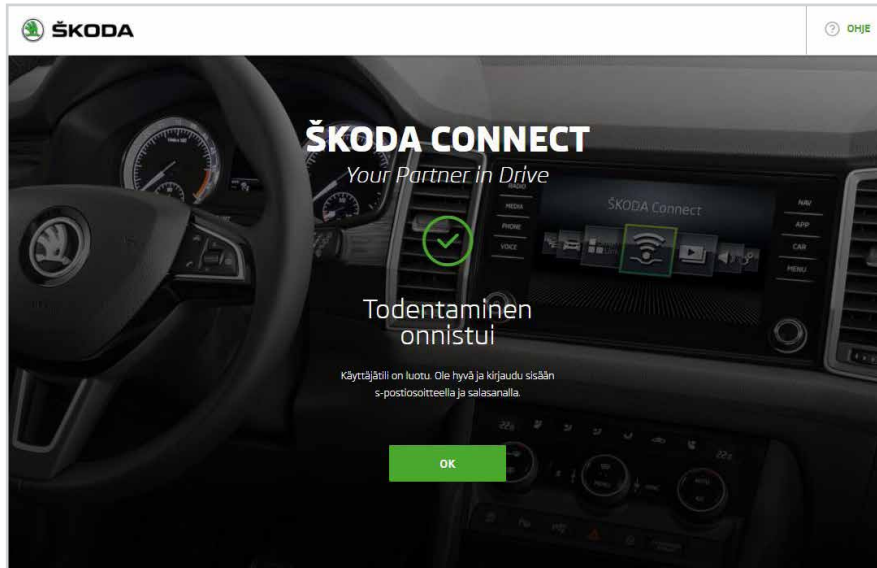 ŠKODA
OHJE
ŠKODA CONNECT
Your Partner in Drive
RADIO
MEDIA
PHONE
VOICE
ŠKODA Connect
NAV
APP
CAR
MENU
Todentaminen
onnistui
Käyttäjätili on luotu. Ole hyvä ja kirjaudu sisään
s-postiosoitteella ja salasanalla.
OK
MENU